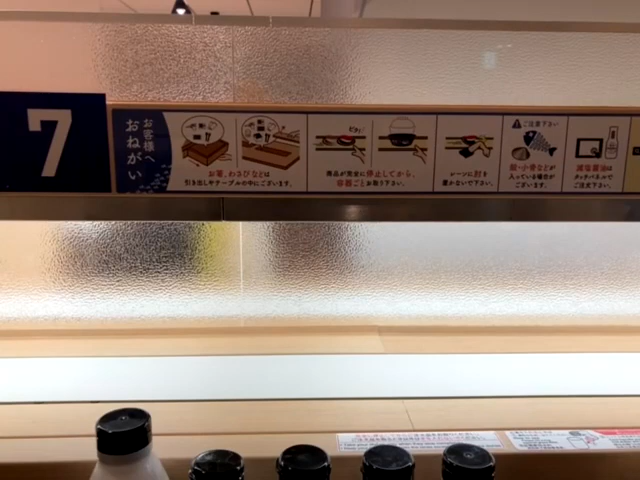 7
お客様へ
おねがい
お箸、わさびなどは
引き出しやテーブルの中にございます。
ピタッ
商品が完全に停止してから、
容器ごとお取り下さい。
レーンに肘を
置かないで下さい。
ご注意下さい
殻・小骨などが
入っている場合が
ございます。
減塩醤油は
タッチパネルで
ご注文下さい。